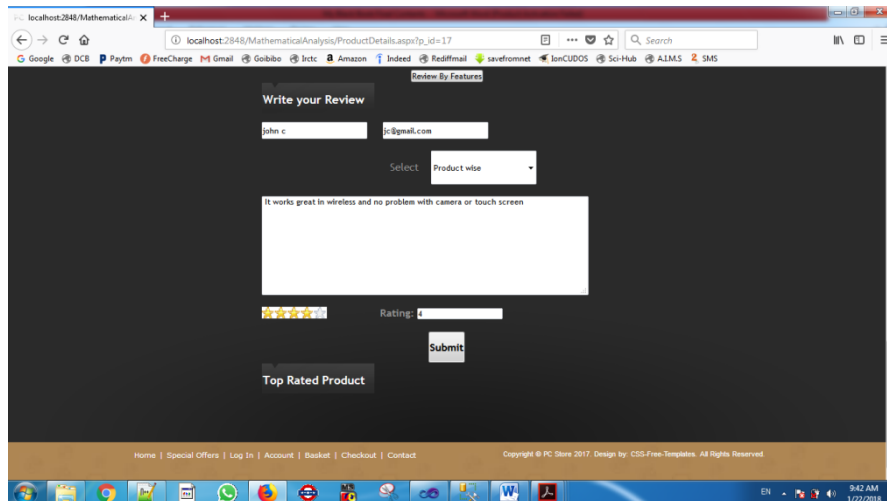 localhost:2848/MathematicalA
localhost:2848/MathematicalAnalysis/ProductDetails.aspx?p_id=17
Search
Google DCB Paytm FreeCharge Gmail Goibibo Irctc Amazon Indeed Rediffmail savefromnet IonCUDOS Sci-Hub A.I.M.S SMS
Review By Features
Write your Review
john c jc@gmail.com
Select Product wise
It works great in wireless and no problem with camera or touch screen
Rating: 4
Submit
Top Rated Product
Home | Special Offers | Log In | Account | Basket | Checkout | Contact
Copyright © PC Store 2017. Design by: CSS-Free-Templates. All Rights Reserved.
EN 9:42 AM
1/22/2018